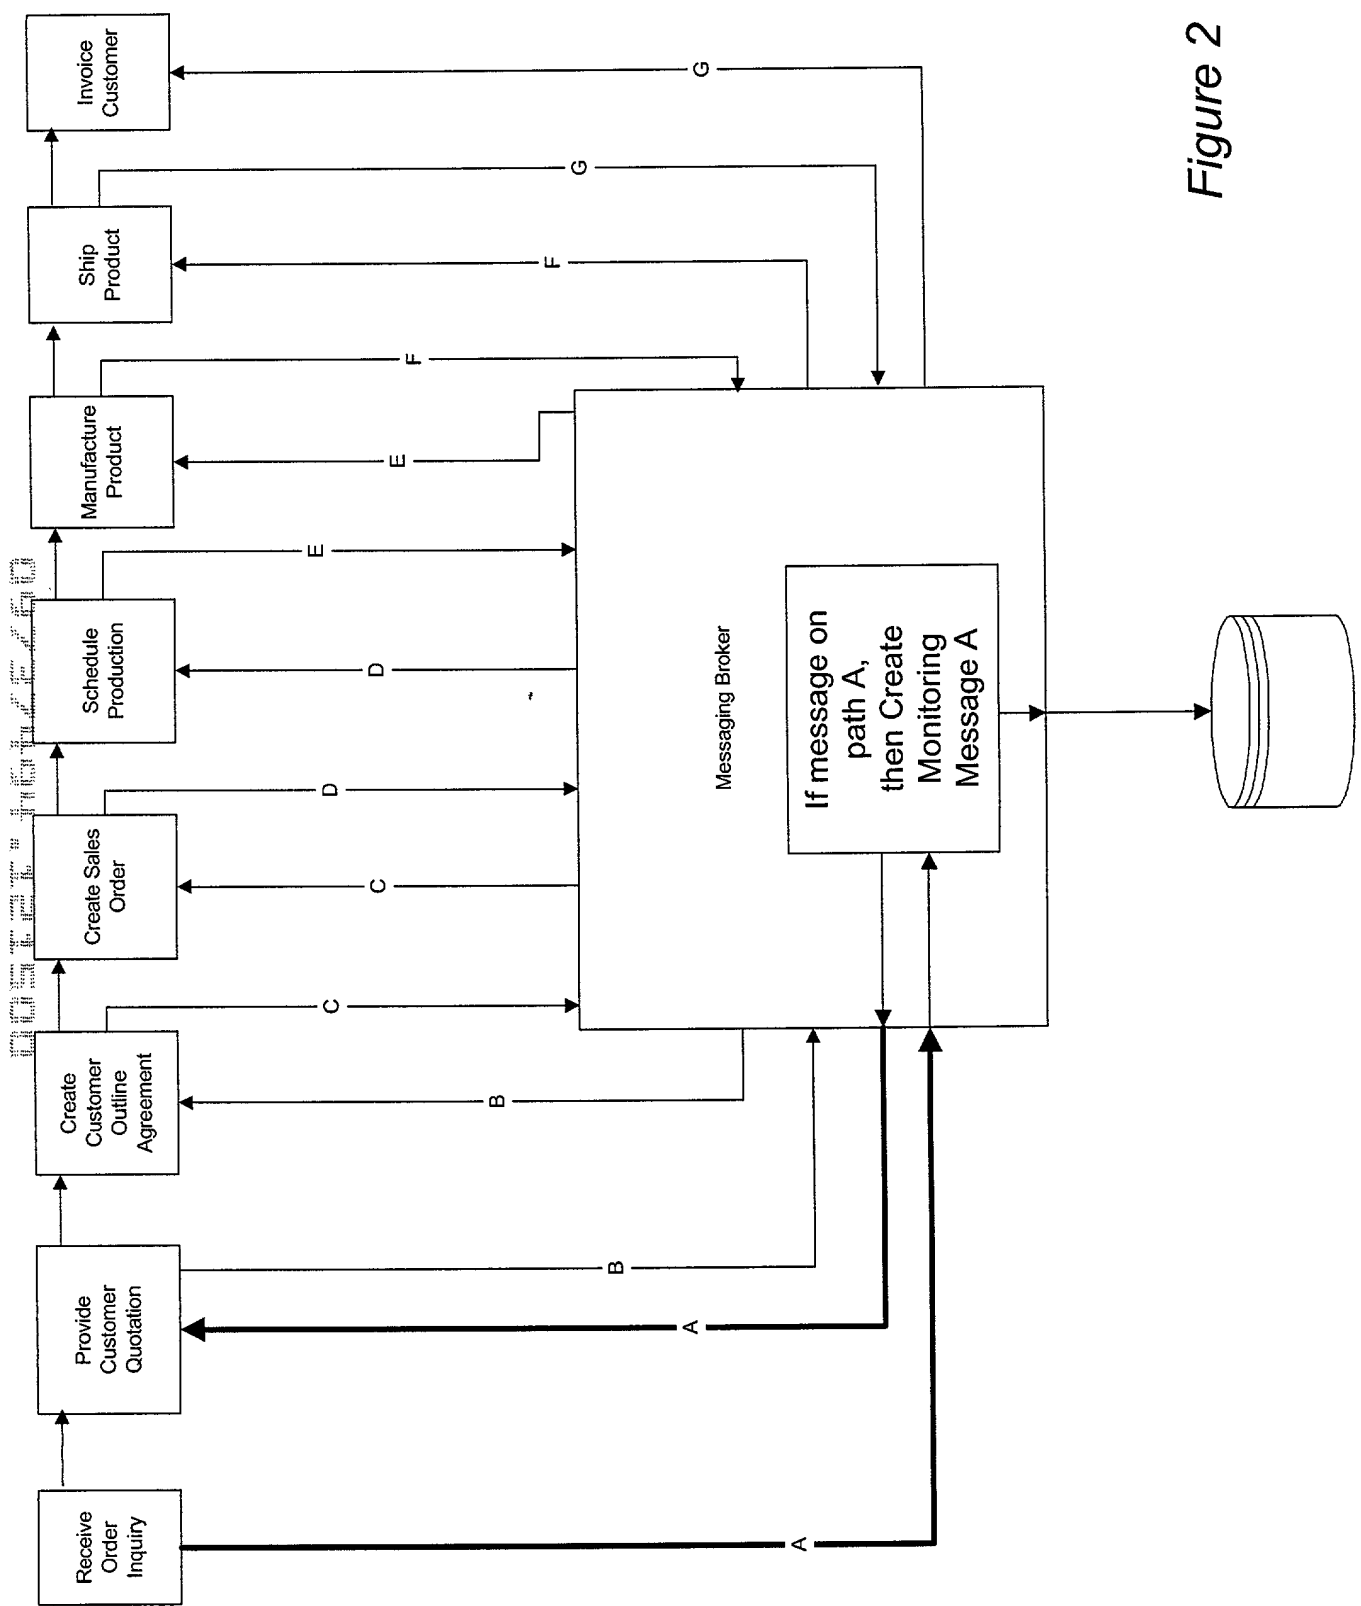 Receive
Order
Inquiry
Provide
Customer
Quotation
Create
Customer
Outline
Agreement
Create Sales
Order
Schedule
Production
Manufacture
Product
Ship
Product
Invoice
Customer
A
A
B
B
C
C
D
D
E
E
F
F
G
G
Messaging Broker
If message on
path A,
then Create
Monitoring
Message A
Figure 2